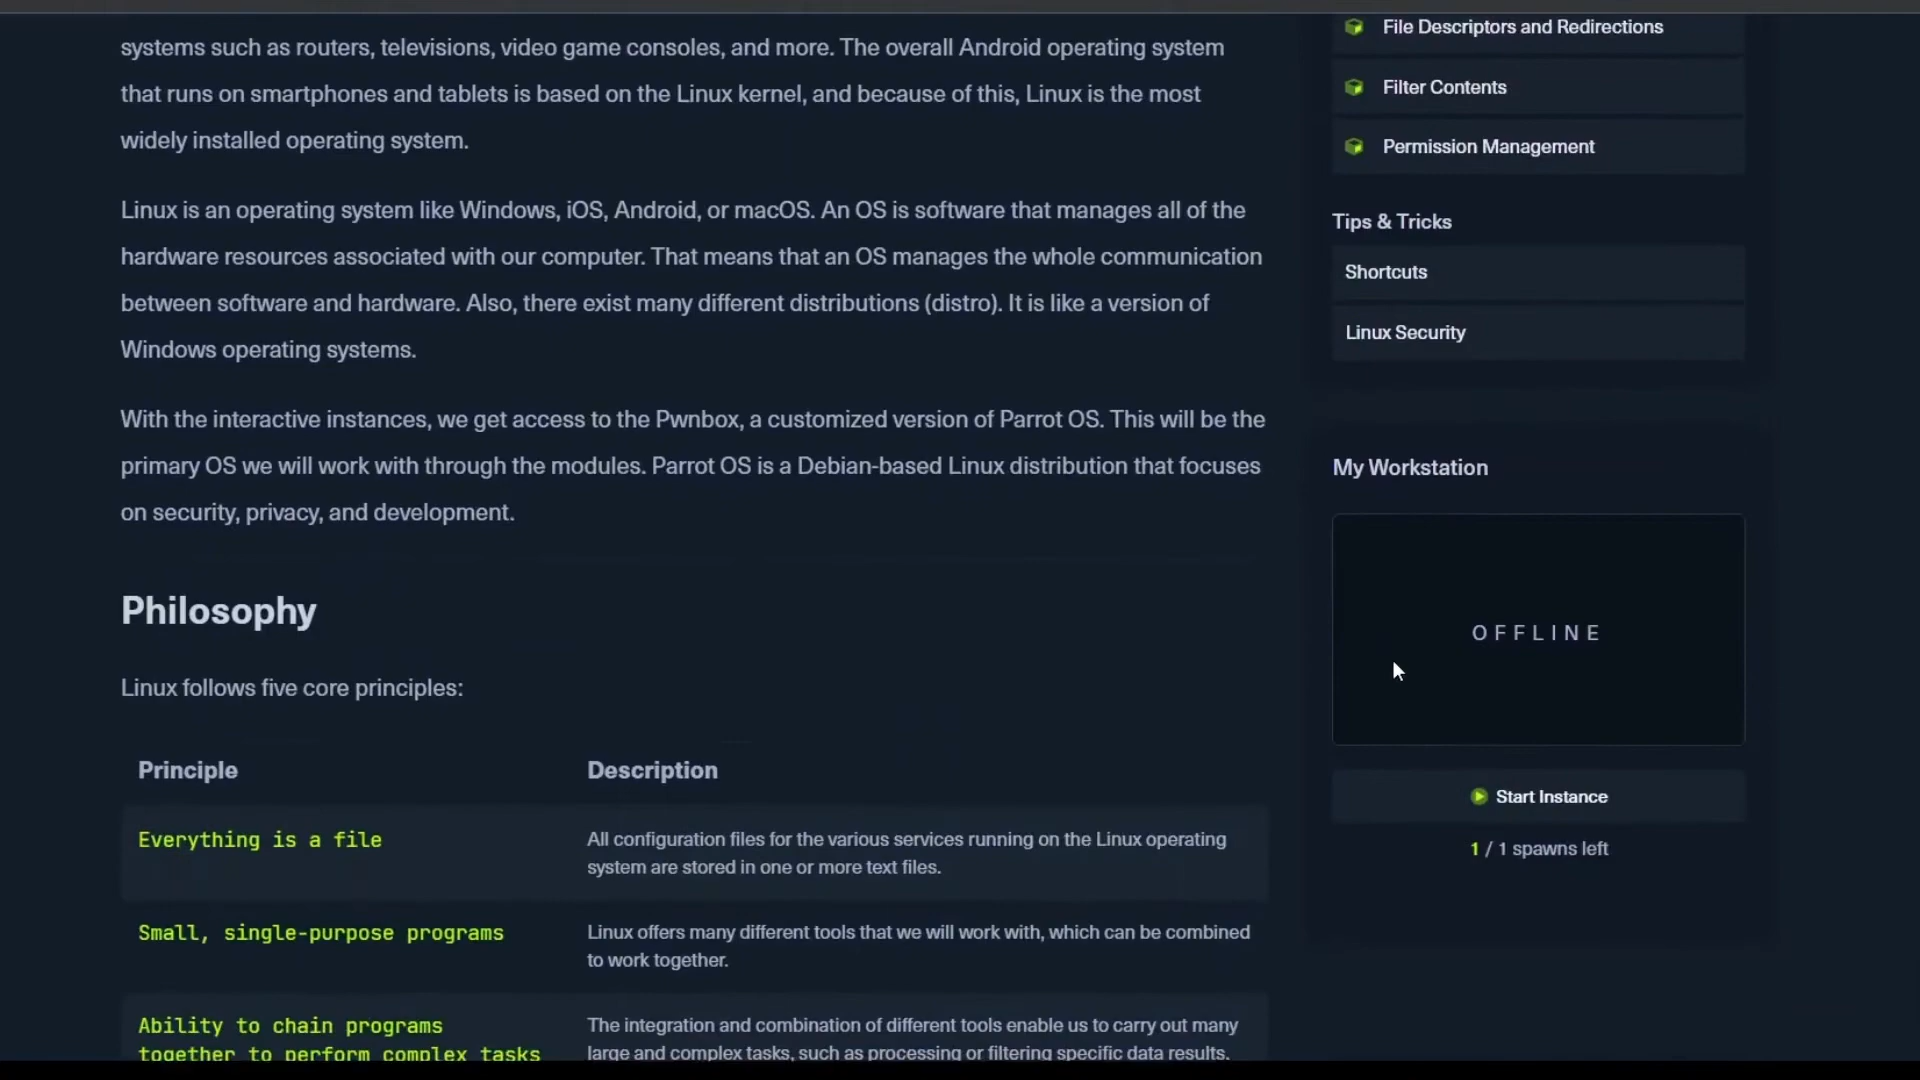 systems such as routers, televisions, video game consoles, and more. The overall Android operating system
that runs on smartphones and tablets is based on the Linux kernel, and because of this, Linux is the most
widely installed operating system.
Linux is an operating system like Windows, iOS, Android, or macOS. An OS is software that manages all of the
hardware resources associated with our computer. That means that an OS manages the whole communication
between software and hardware. Also, there exist many different distributions (distro). It is like a version of
Windows operating systems.
With the interactive instances, we get access to the Pwnbox, a customized version of Parrot OS. This will be the
primary OS we will work with through the modules. Parrot OS is a Debian-based Linux distribution that focuses
on security, privacy, and development.
Philosophy
Linux follows five core principles:
Principle
Description
Everything is a file
All configuration files for the various services running on the Linux operating
system are stored in one or more text files.
Small, single-purpose programs
Linux offers many different tools that we will work with, which can be combined
to work together.
Ability to chain programs
together to perform complex tasks
The integration and combination of different tools enable us to carry out many
large and complex tasks, such as processing or filtering specific data results.
File Descriptors and Redirections
Filter Contents
Permission Management
Tips & Tricks
Shortcuts
Linux Security
My Workstation
OFFLINE
Start Instance
1 / 1 spawns left